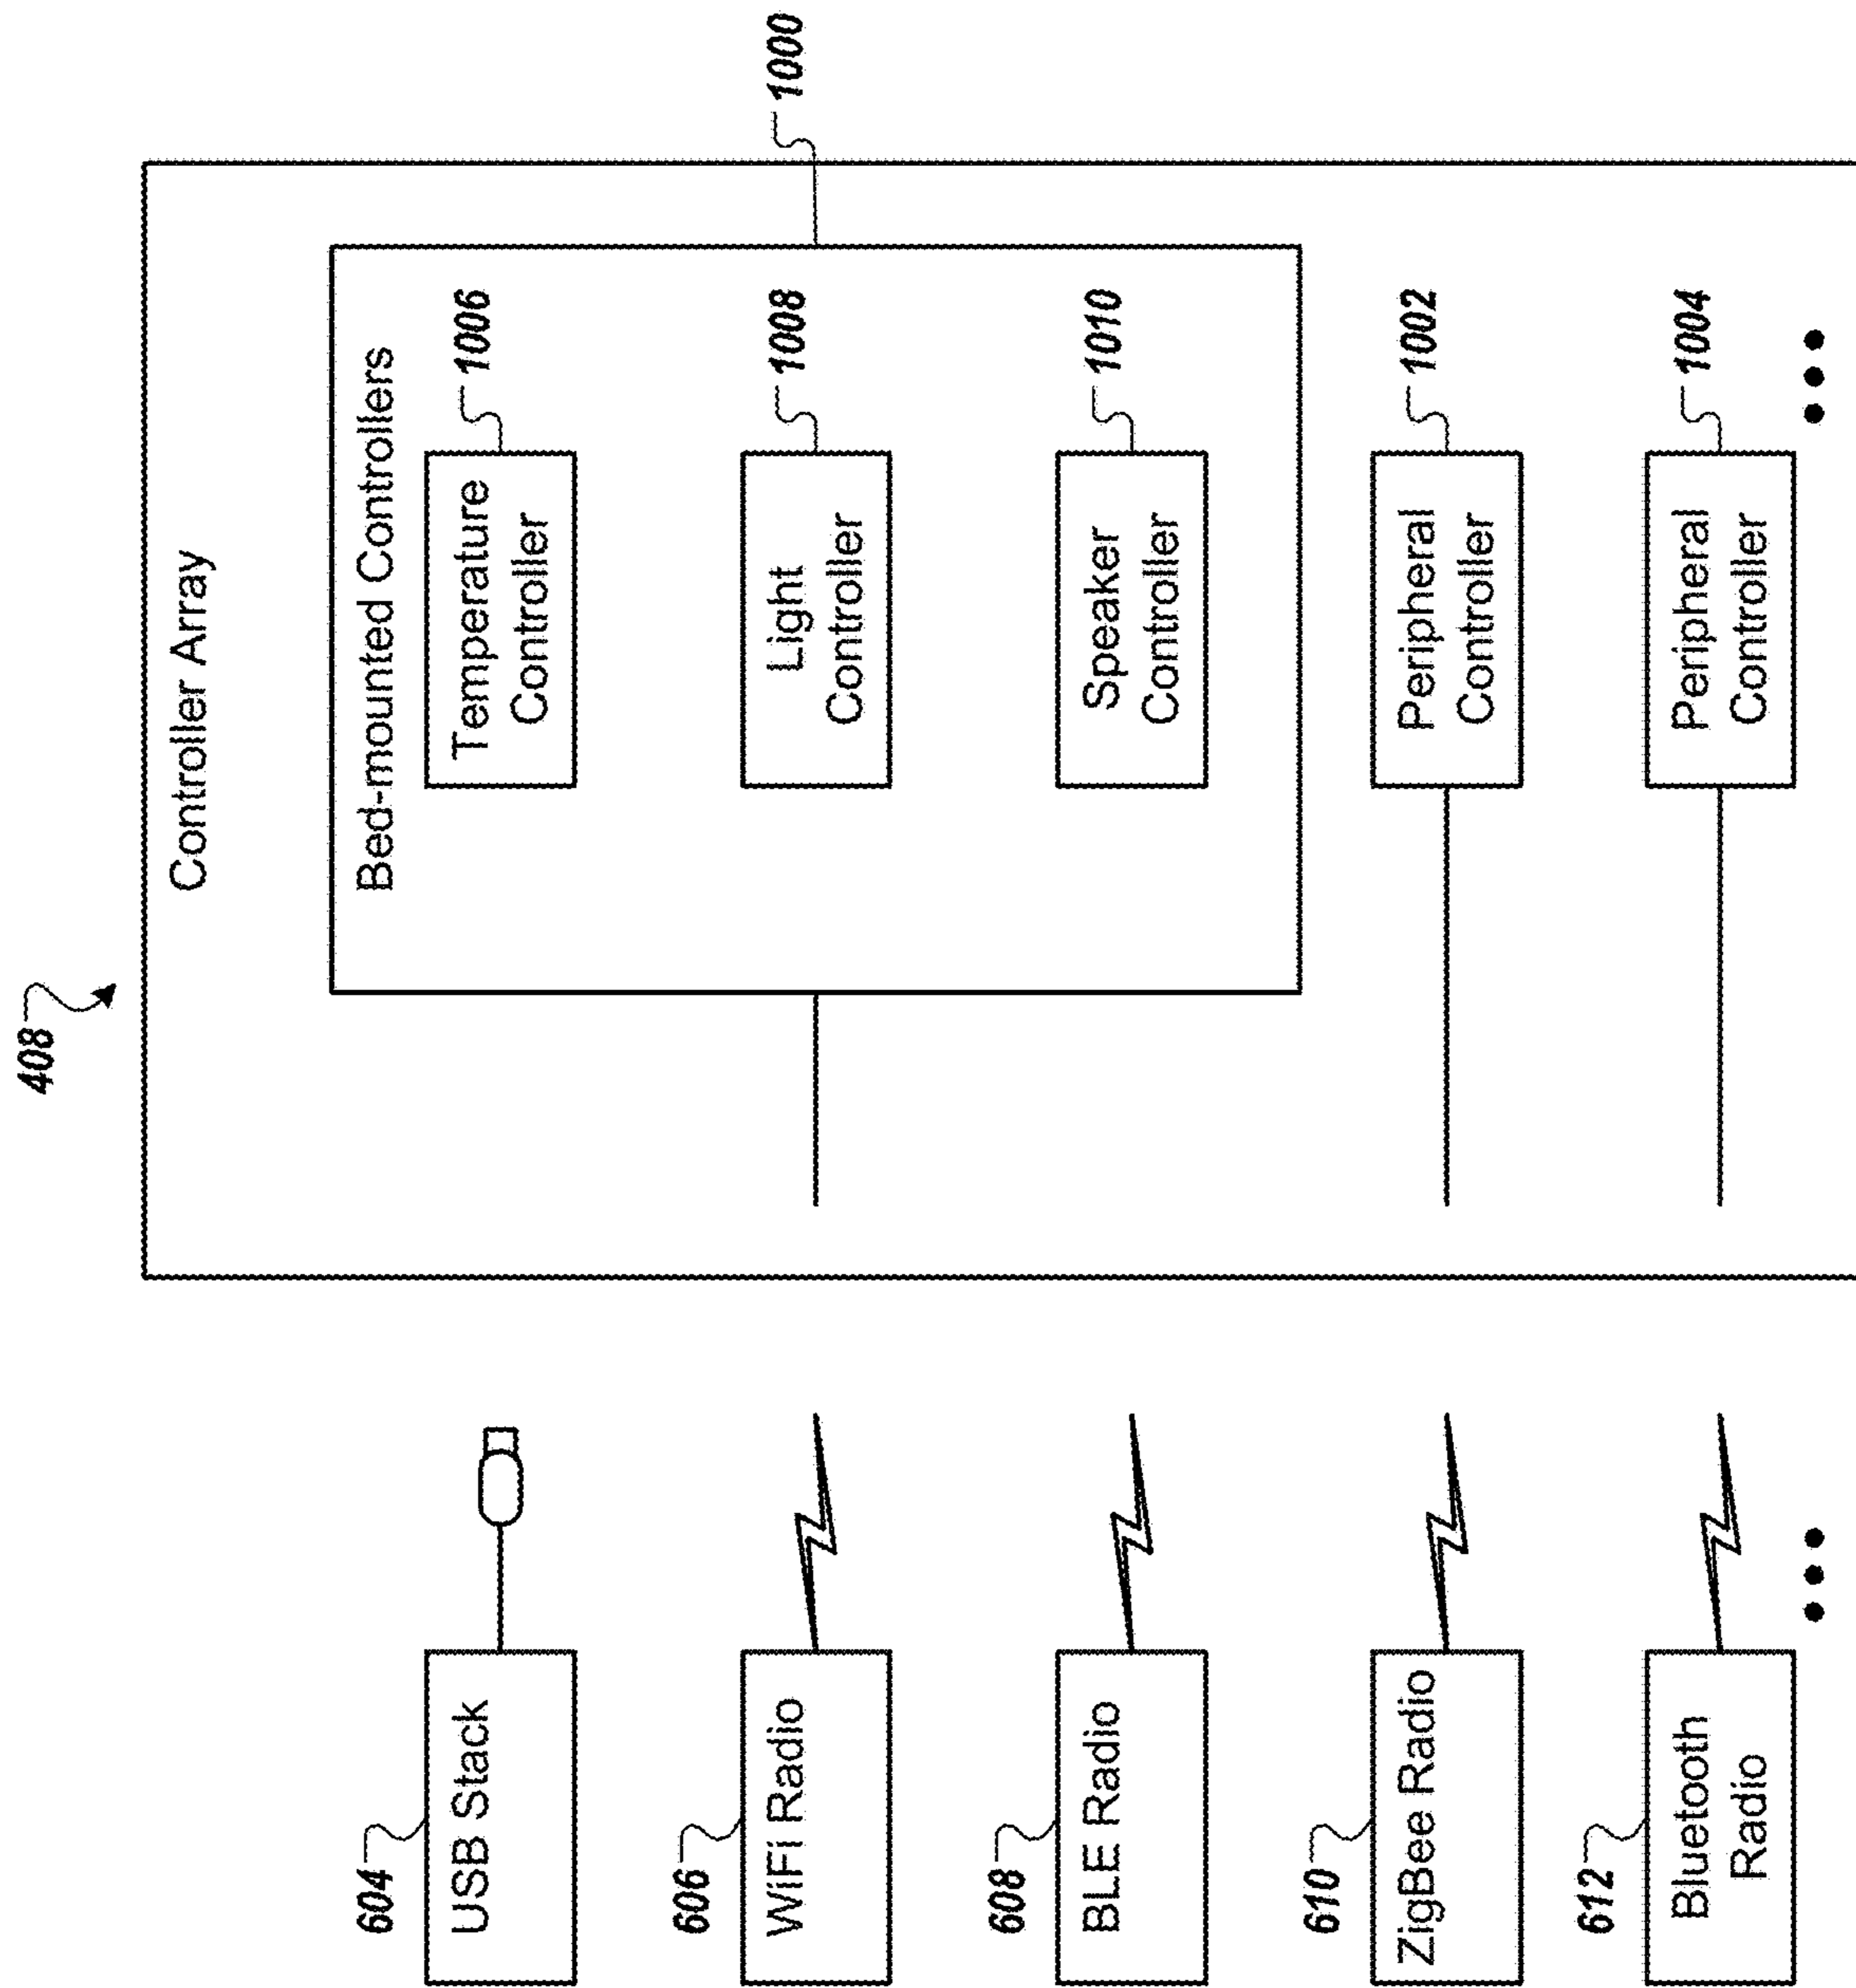 408
Controller Array
1000
Bed-mounted Controllers
604
USB Stack
Temperature
Controller
1006
606
WiFi Radio
Light
Controller
1008
608
BLE Radio
Speaker
Controller
1010
610
ZigBee Radio
Peripheral
Controller
1002
612
Bluetooth
Radio
Peripheral
Controller
1004